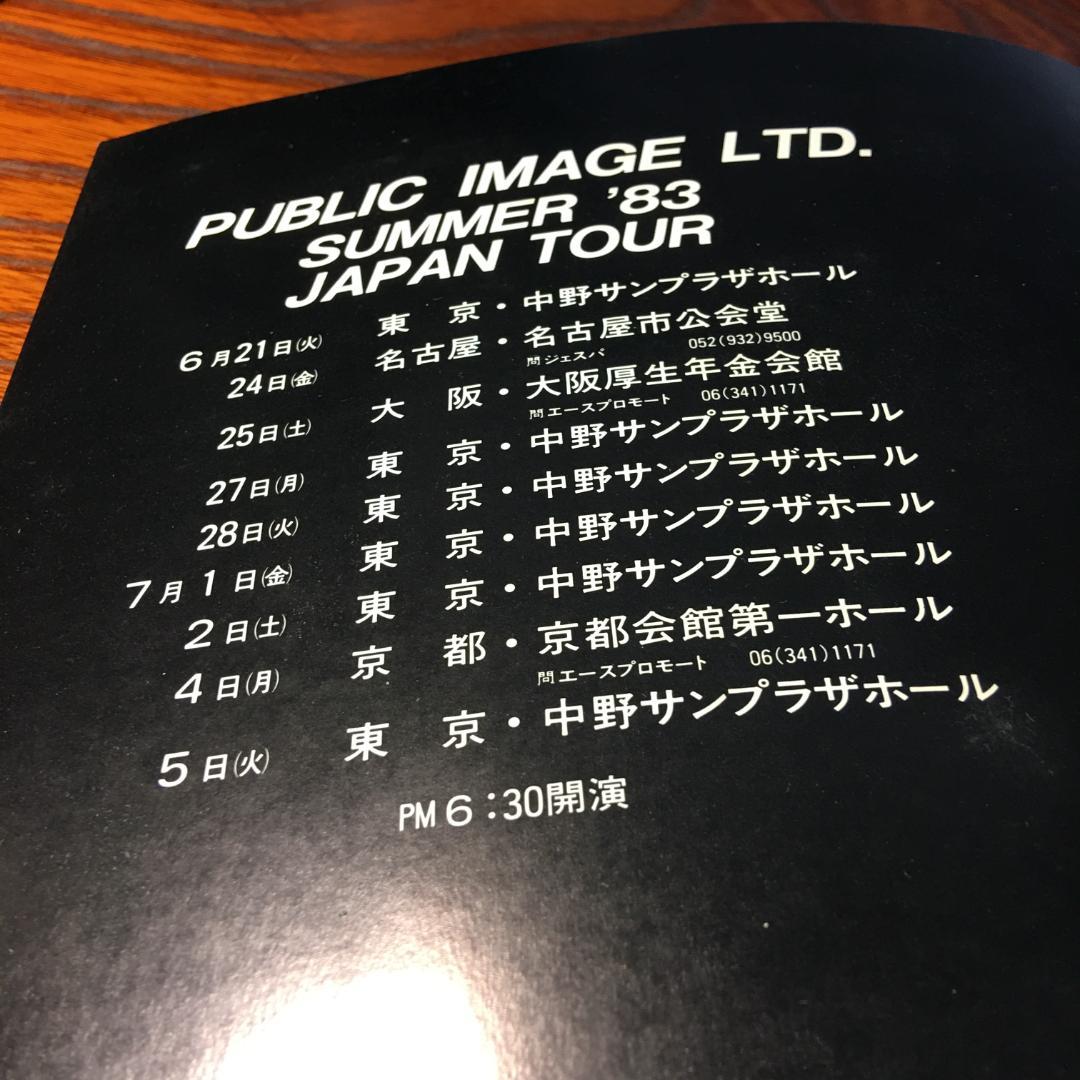 PUBLIC IMAGE LTD.
SUMMER '83
JAPAN TOUR
6月21日(火) 東京・中野サンプラザホール
24日(金) 名古屋・名古屋市公会堂
問ジェスパ 052(932)9500
25日(土) 大阪・大阪厚生年金会館
問エースプロモート 06(341)1171
27日(月) 東京・中野サンプラザホール
28日(火) 東京・中野サンプラザホール
7月1日(金) 東京・中野サンプラザホール
2日(土) 東京・中野サンプラザホール
4日(月) 京都・京都会館第一ホール
問エースプロモート 06(341)1171
5日(火) 東京・中野サンプラザホール
PM6:30開演